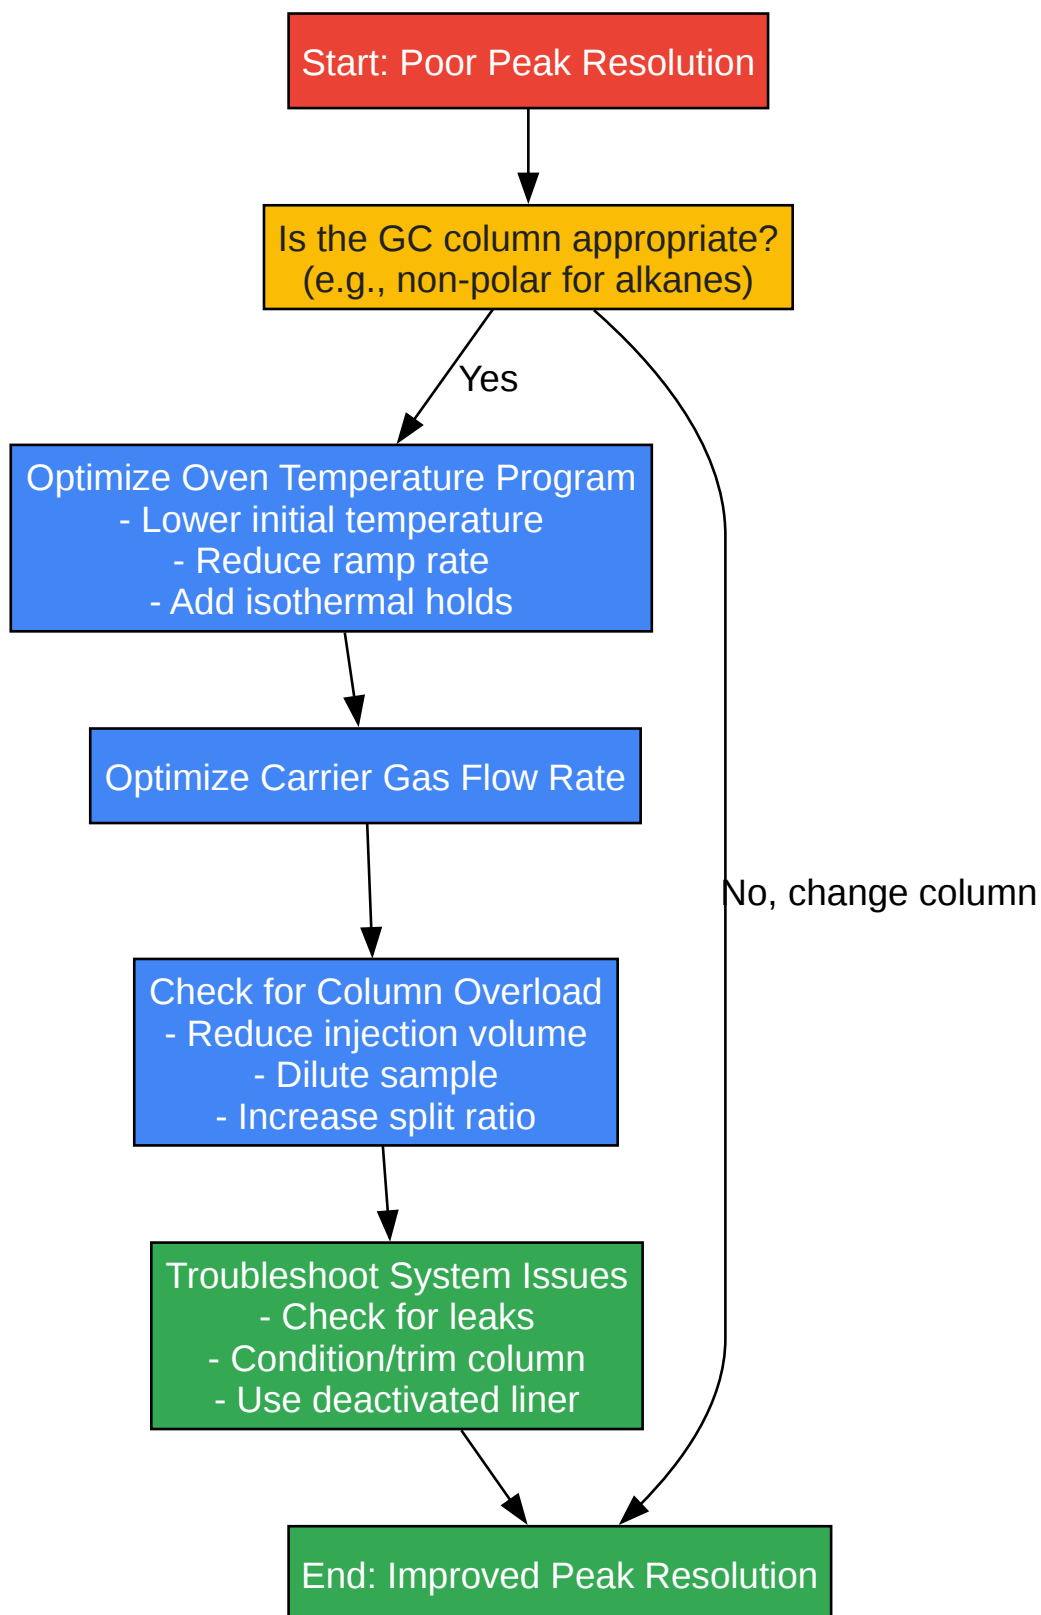 Start: Poor Peak Resolution
Is the GC column appropriate?
(e.g., non-polar for alkanes)
Yes
Optimize Oven Temperature Program
- Lower initial temperature
- Reduce ramp rate
- Add isothermal holds
Optimize Carrier Gas Flow Rate
No, change column
Check for Column Overload
- Reduce injection volume
- Dilute sample
- Increase split ratio
Troubleshoot System Issues
- Check for leaks
- Condition/trim column
- Use deactivated liner
End: Improved Peak Resolution